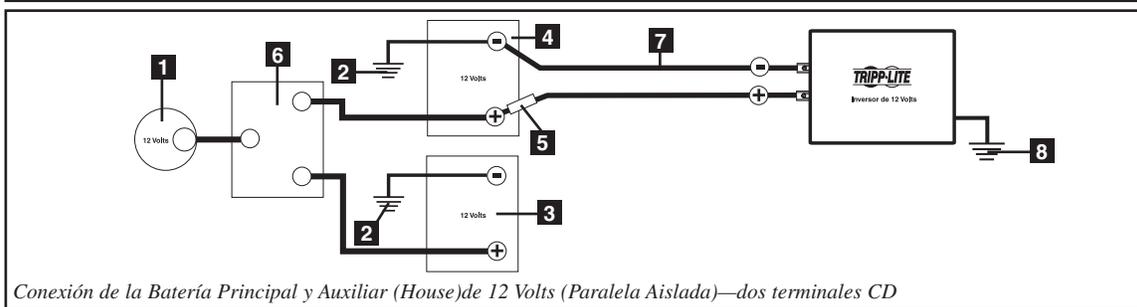 1
6
2
4
7
12 Volts
12 Volts
5
TRIPP·LITE
Inversor de 12 Volts
8
2
12 Volts
3
Conexión de la Batería Principal y Auxiliar (House)de 12 Volts (Paralela Aislada)—dos terminales CD